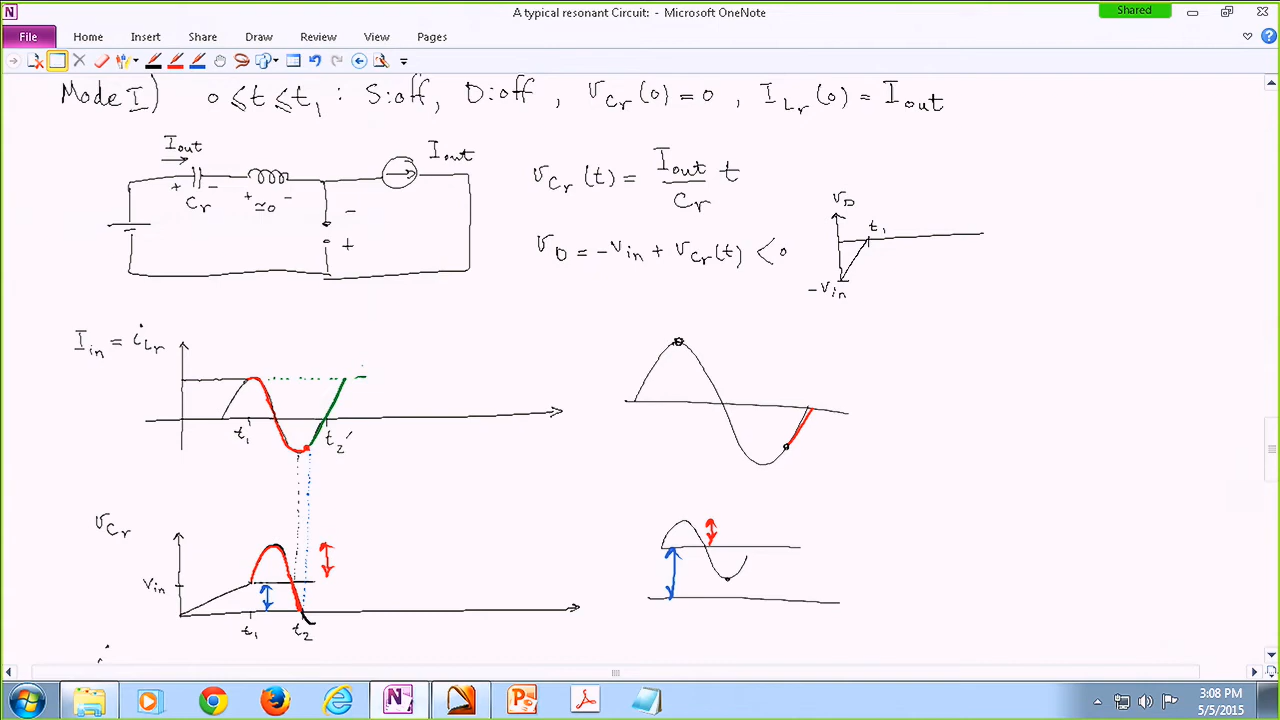 A typical resonant Circuit: - Microsoft OneNote
Shared
File Home Insert Share Draw Review View Pages
Mode I) 0 ≤ t ≤ t1 : S:off, D:off, vCr(0) = 0, ILr(0) = Iout
Iout
Iout
+ Cr -
+ ≃0 -
-
+
vCr(t) = Iout/Cr t
vD = -vin + vCr(t) < 0
vD
t1
-vin
Iin = iLr
t1
t2'
vCr
vin
t1
t2
3:08 PM
5/5/2015